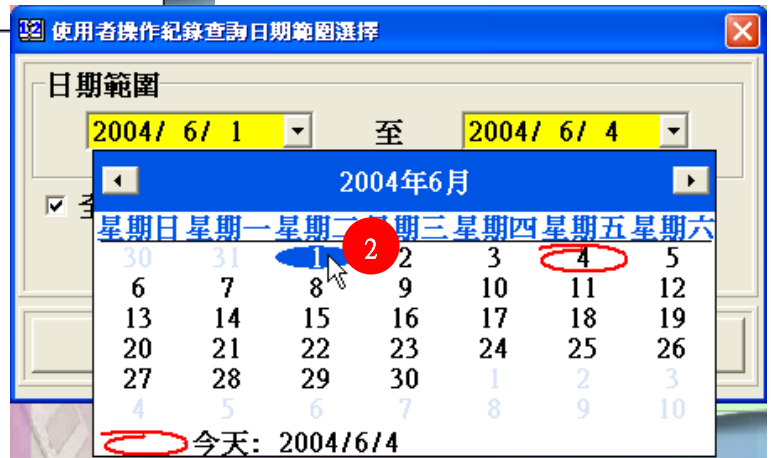 使用者操作紀錄查詢日期範圍選擇
日期範圍
2004/ 6/ 1 至 2004/ 6/ 4
2004年6月
星期日 星期一 星期二 星期三 星期四 星期五 星期六
30 31 1 2 3 4 5
2
6 7 8 9 10 11 12
13 14 15 16 17 18 19
20 21 22 23 24 25 26
27 28 29 30 1 2 3
4 5 6 7 8 9 10
今天: 2004/6/4